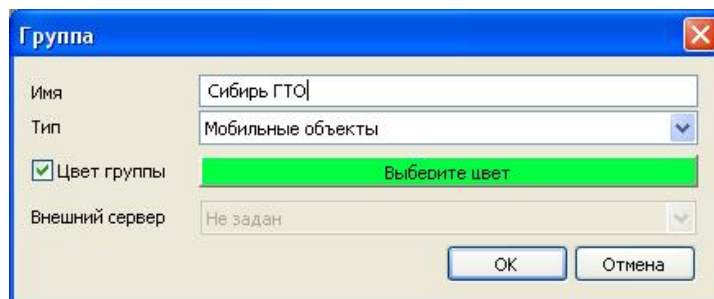 Группа
Имя
Сибирь ГТО
Тип
Мобильные объекты
Цвет группы
Выберите цвет
Внешний сервер
Не задан
OK
Отмена